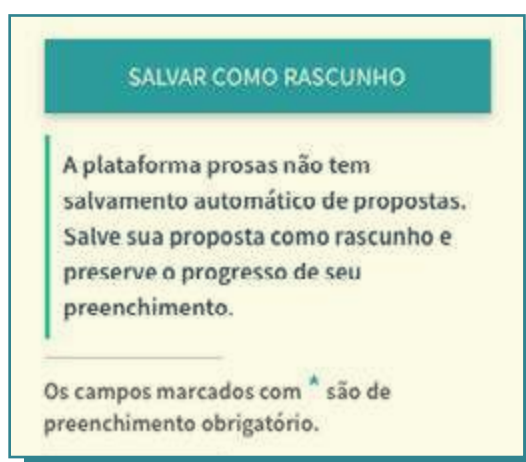 SALVAR COMO RASCUNHO
A plataforma prosas não tem
salvamento automático de propostas.
Salve sua proposta como rascunho e
preserve o progresso de seu
preenchimento.
Os campos marcados com * são de
preenchimento obrigatório.